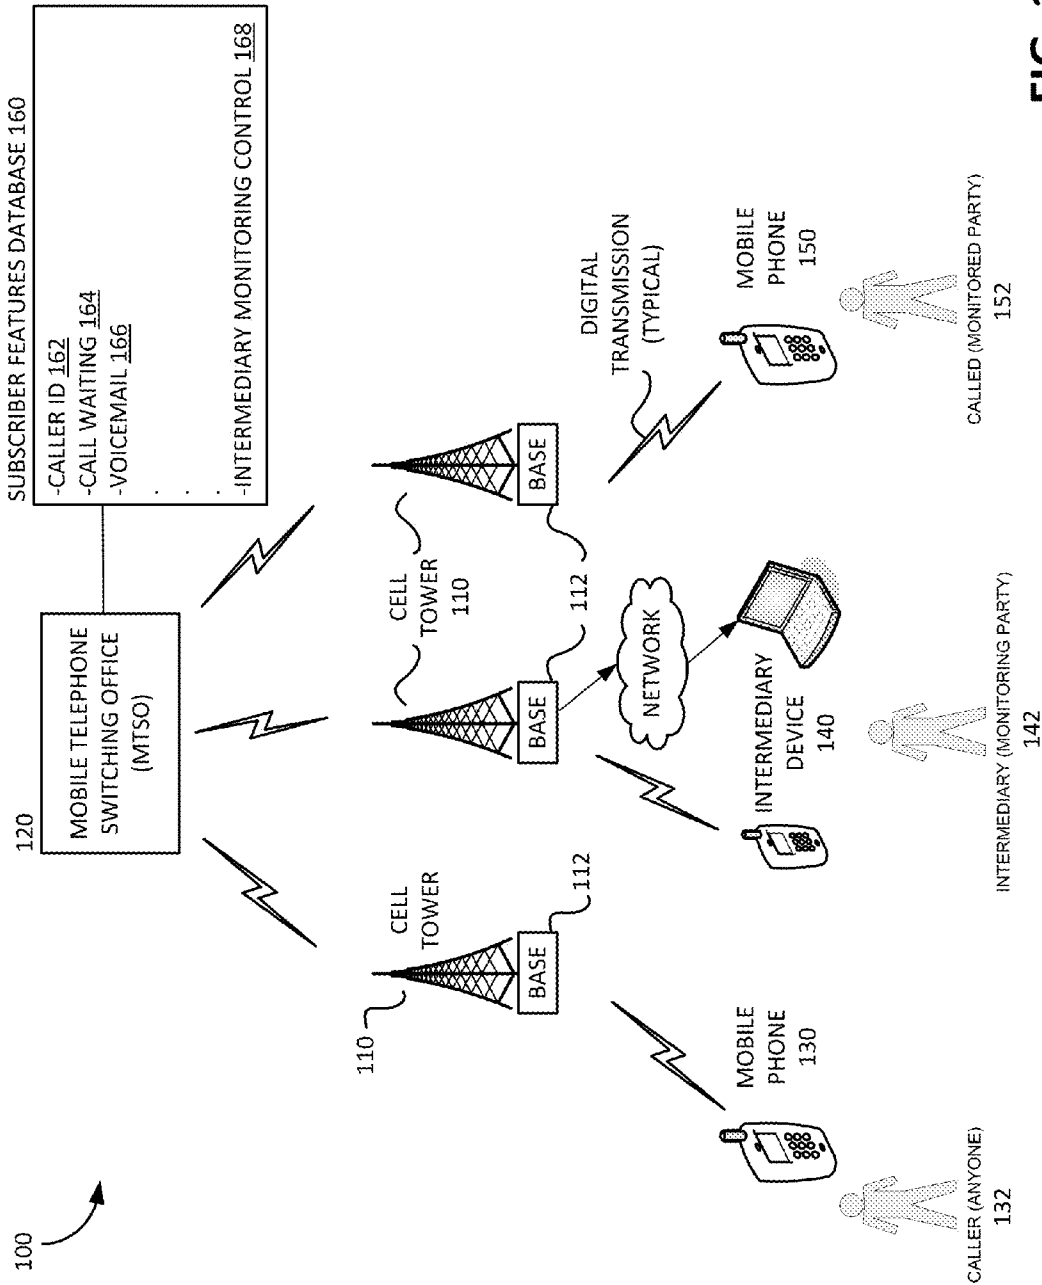 100
120
MOBILE TELEPHONE
SWITCHING OFFICE
(MTSO)
SUBSCRIBER FEATURES DATABASE 160
-CALLER ID 162
-CALL WAITING 164
-VOICEMAIL 166
.
.
.
-INTERMEDIARY MONITORING CONTROL 168
110
CELL
TOWER
BASE
112
CELL
TOWER
110
BASE
BASE
112
NETWORK
DIGITAL
TRANSMISSION
(TYPICAL)
MOBILE
PHONE
130
INTERMEDIARY
DEVICE
140
MOBILE
PHONE
150
CALLER (ANYONE)
132
INTERMEDIARY (MONITORING PARTY)
142
CALLED (MONITORED PARTY)
152
FIG.